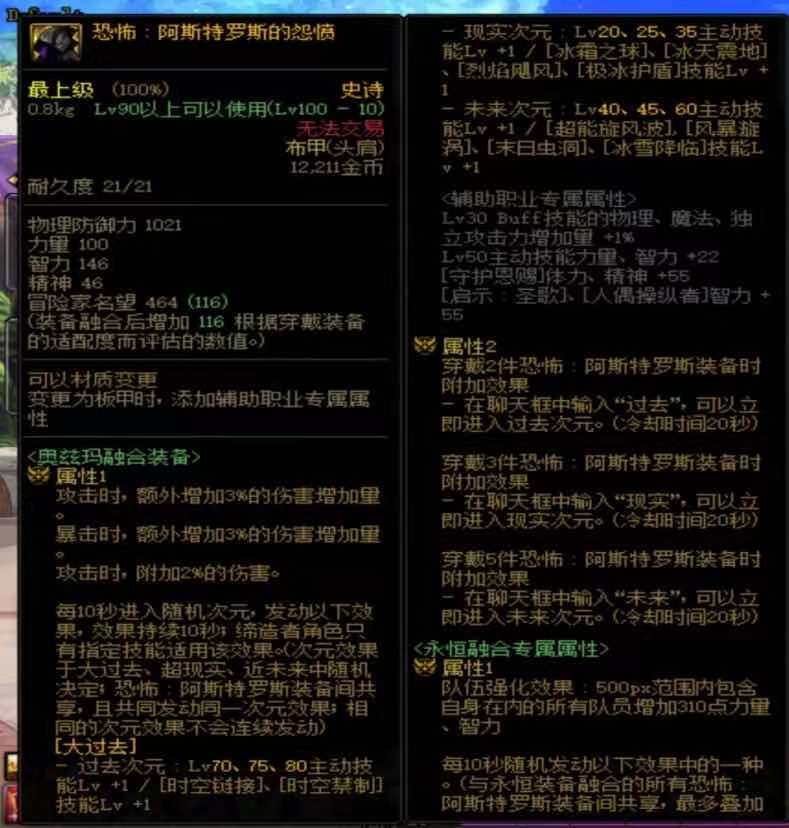 恐怖：阿斯特罗斯的怨愤
最上级 (100%) 史诗
0.8kg Lv90以上可以使用(Lv100 - 10)
无法交易
布甲(头肩)
12,211金币
耐久度 21/21
物理防御力 1021
力量 100
智力 146
精神 46
冒险家名望 464 (116)
(装备融合后增加 116 根据穿戴装备
的适配度而评估的数值。)
可以材质变更
变更为板甲时，添加辅助职业专属属
性
<奥兹玛融合装备>
属性1
攻击时，额外增加3%的伤害增加量
。
暴击时，额外增加3%的伤害增加量
。
攻击时，附加2%的伤害。
每10秒进入随机次元，发动以下效
果，效果持续10秒；缔造者角色只
有指定技能适用该效果。(次元效果
于大过去、超现实、近未来中随机
决定；恐怖：阿斯特罗斯装备间共
享，且共同发动同一次元效果；相
同的次元效果不会连续发动)
[大过去]
- 过去次元：Lv70、75、80主动技
能Lv +1 / [时空链接]、[时空禁制]
技能Lv +1
- 现实次元：Lv20、25、35主动技
能Lv +1 / [冰霜之球]、[冰天震地]
、[烈焰飓风]、[极冰护盾]技能Lv +
1
- 未来次元：Lv40、45、60主动技
能Lv +1 / [超能旋风波]，[风暴漩
涡]、[末日虫洞]、[冰雪降临]技能L
v +1
<辅助职业专属属性>
Lv30 Buff技能的物理、魔法、独
立攻击力增加量 +1%
Lv50主动技能力量、智力 +22
[守护恩赐]体力、精神 +55
[启示：圣歌]、[人偶操纵者]智力 +
55
属性2
穿戴2件恐怖：阿斯特罗斯装备时
附加效果
- 在聊天框中输入“过去”，可以立
即进入过去次元。(冷却时间20秒)
穿戴3件恐怖：阿斯特罗斯装备时
附加效果
- 在聊天框中输入“现实”，可以立
即进入现实次元。(冷却时间20秒)
穿戴5件恐怖：阿斯特罗斯装备时
附加效果
- 在聊天框中输入“未来”，可以立
即进入未来次元。(冷却时间20秒)
<永恒融合专属属性>
属性1
队伍强化效果：500px范围内包含
自身在内的所有队员增加310点力量
、智力
每10秒随机发动以下效果中的一种
。(与永恒装备融合的所有恐怖：
阿斯特罗斯装备间共享，最多叠加